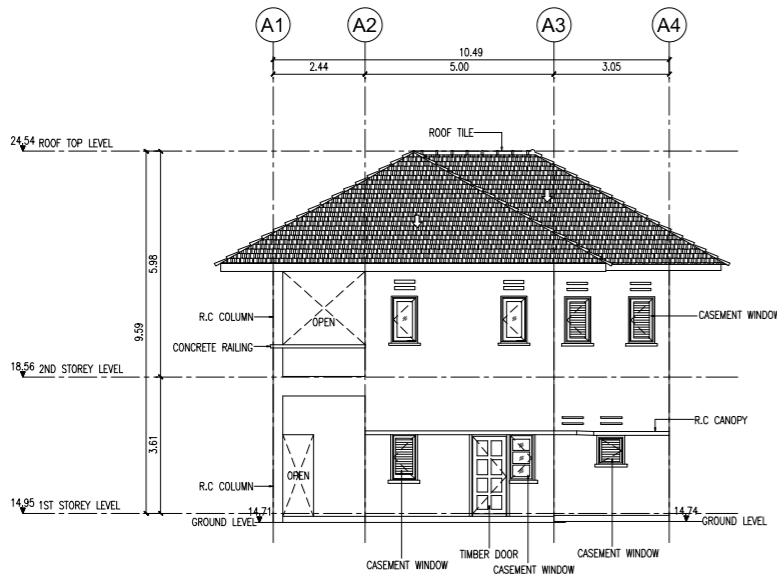 A1 A2 A3 A4
10.49
2.44 5.00 3.05
24.54 ROOF TOP LEVEL
ROOF TILE
5.98
9.59
R.C COLUMN
OPEN
CASEMENT WINDOW
CONCRETE RAILING
18.56 2ND STOREY LEVEL
3.61
R.C CANOPY
OPEN
R.C COLUMN
14.95 1ST STOREY LEVEL
14.71 GROUND LEVEL
14.74 GROUND LEVEL
CASEMENT WINDOW
TIMBER DOOR
CASEMENT WINDOW
CASEMENT WINDOW